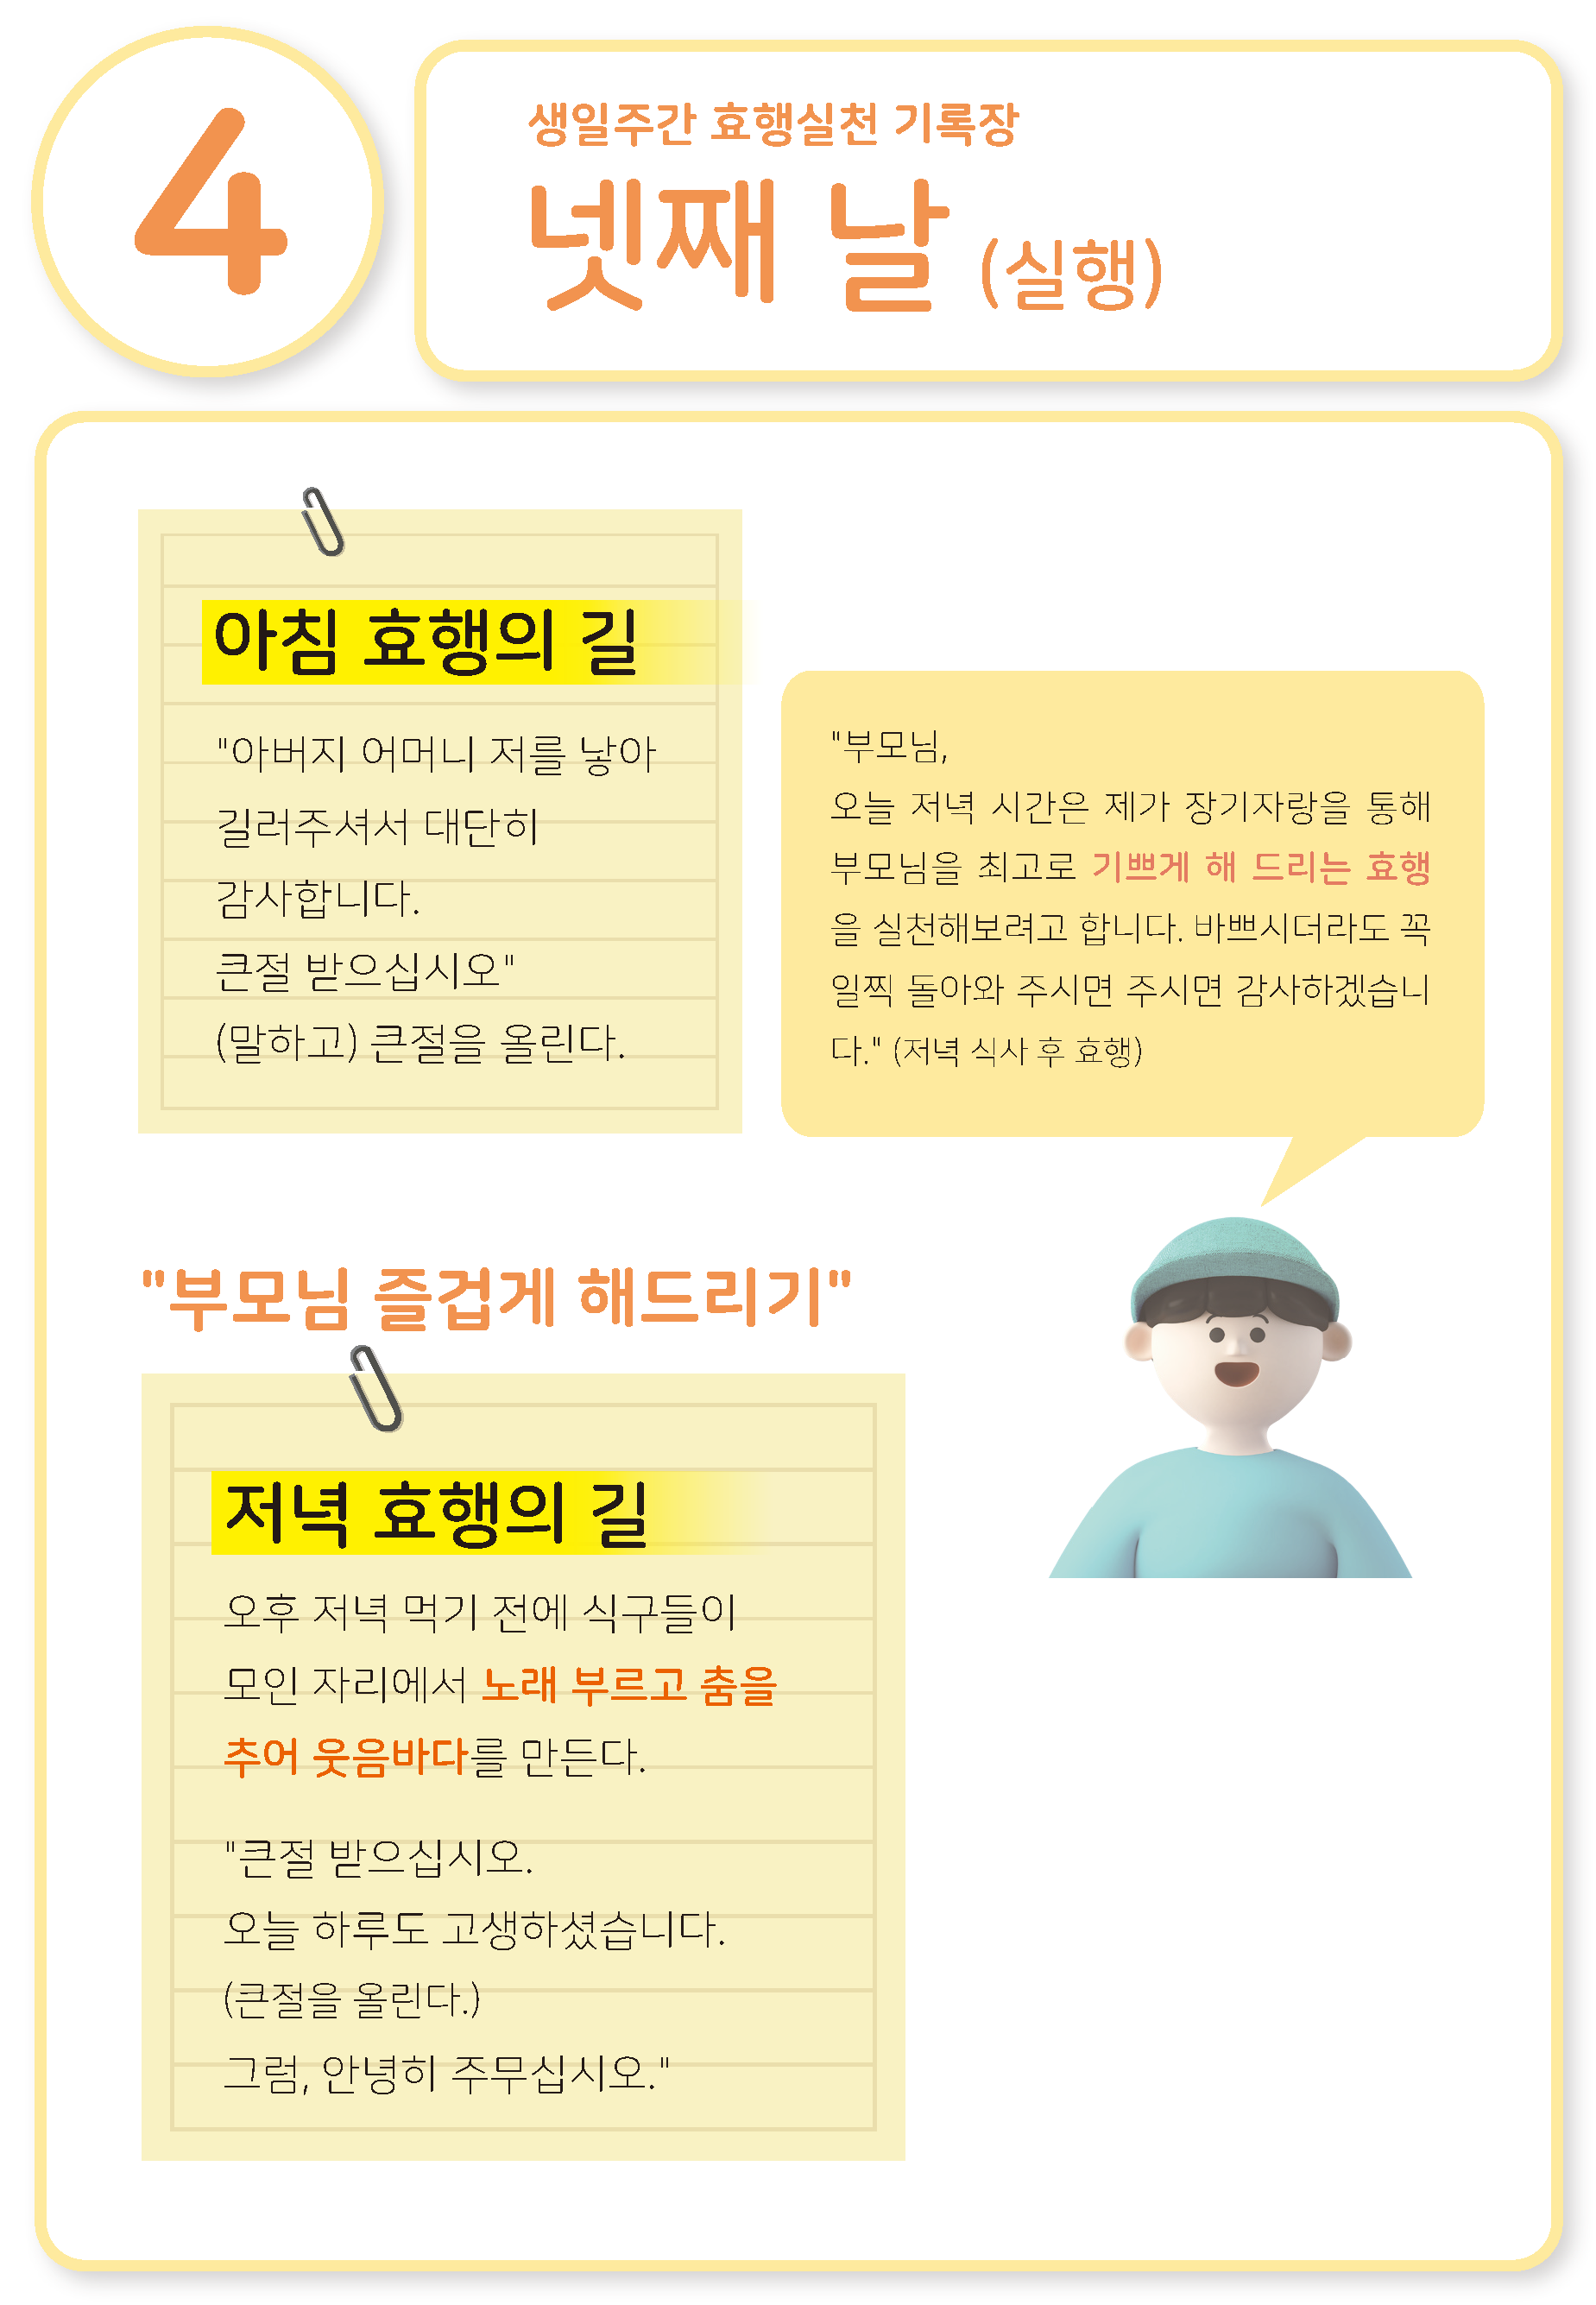 4
생일주간 효행실천 기록장
넷째 날 (실행)
아침 효행의 길
"아버지 어머니 저를 낳아
길러주셔서 대단히
감사합니다.
큰절 받으십시오"
(말하고) 큰절을 올린다.
"부모님,
오늘 저녁 시간은 제가 장기자랑을 통해
부모님을 최고로 기쁘게 해 드리는 효행
을 실천해보려고 합니다. 바쁘시더라도 꼭
일찍 돌아와 주시면 주시면 감사하겠습니
다." (저녁 식사 후 효행)
"부모님 즐겁게 해드리기"
저녁 효행의 길
오후 저녁 먹기 전에 식구들이
모인 자리에서 노래 부르고 춤을
추어 웃음바다를 만든다.
"큰절 받으십시오.
오늘 하루도 고생하셨습니다.
(큰절을 올린다.)
그럼, 안녕히 주무십시오."